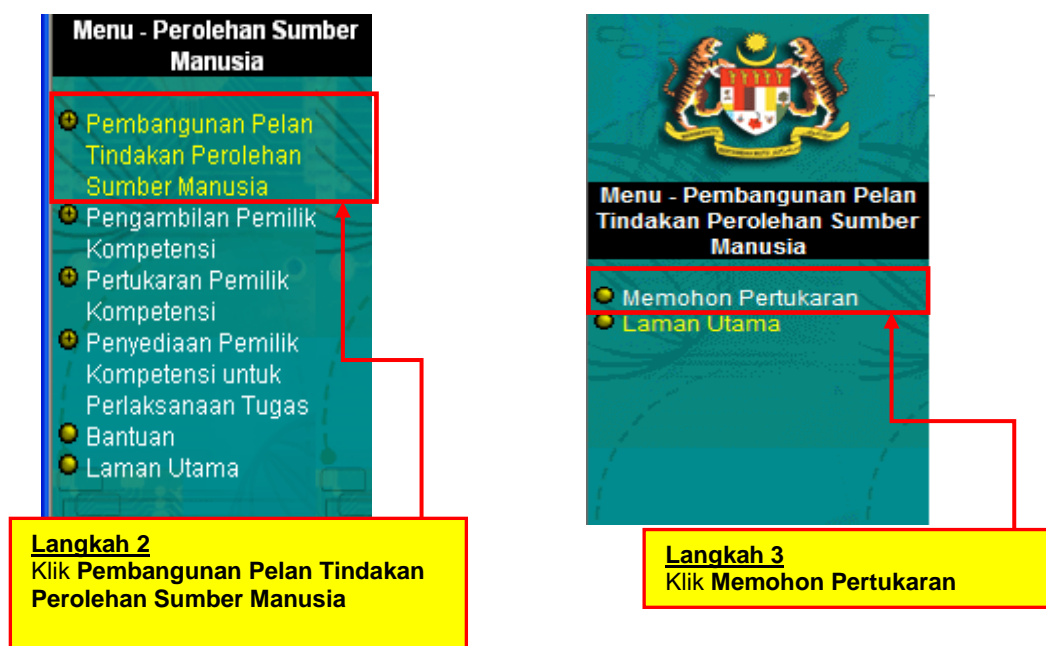 Menu - Perolehan Sumber
Manusia
Pembangunan Pelan
Tindakan Perolehan
Sumber Manusia
Pengambilan Pemilik
Kompetensi
Pertukaran Pemilik
Kompetensi
Penyediaan Pemilik
Kompetensi untuk
Perlaksanaan Tugas
Bantuan
Laman Utama
Langkah 2
Klik Pembangunan Pelan Tindakan
Perolehan Sumber Manusia
Menu - Pembangunan Pelan
Tindakan Perolehan Sumber
Manusia
Memohon Pertukaran
Laman Utama
Langkah 3
Klik Memohon Pertukaran